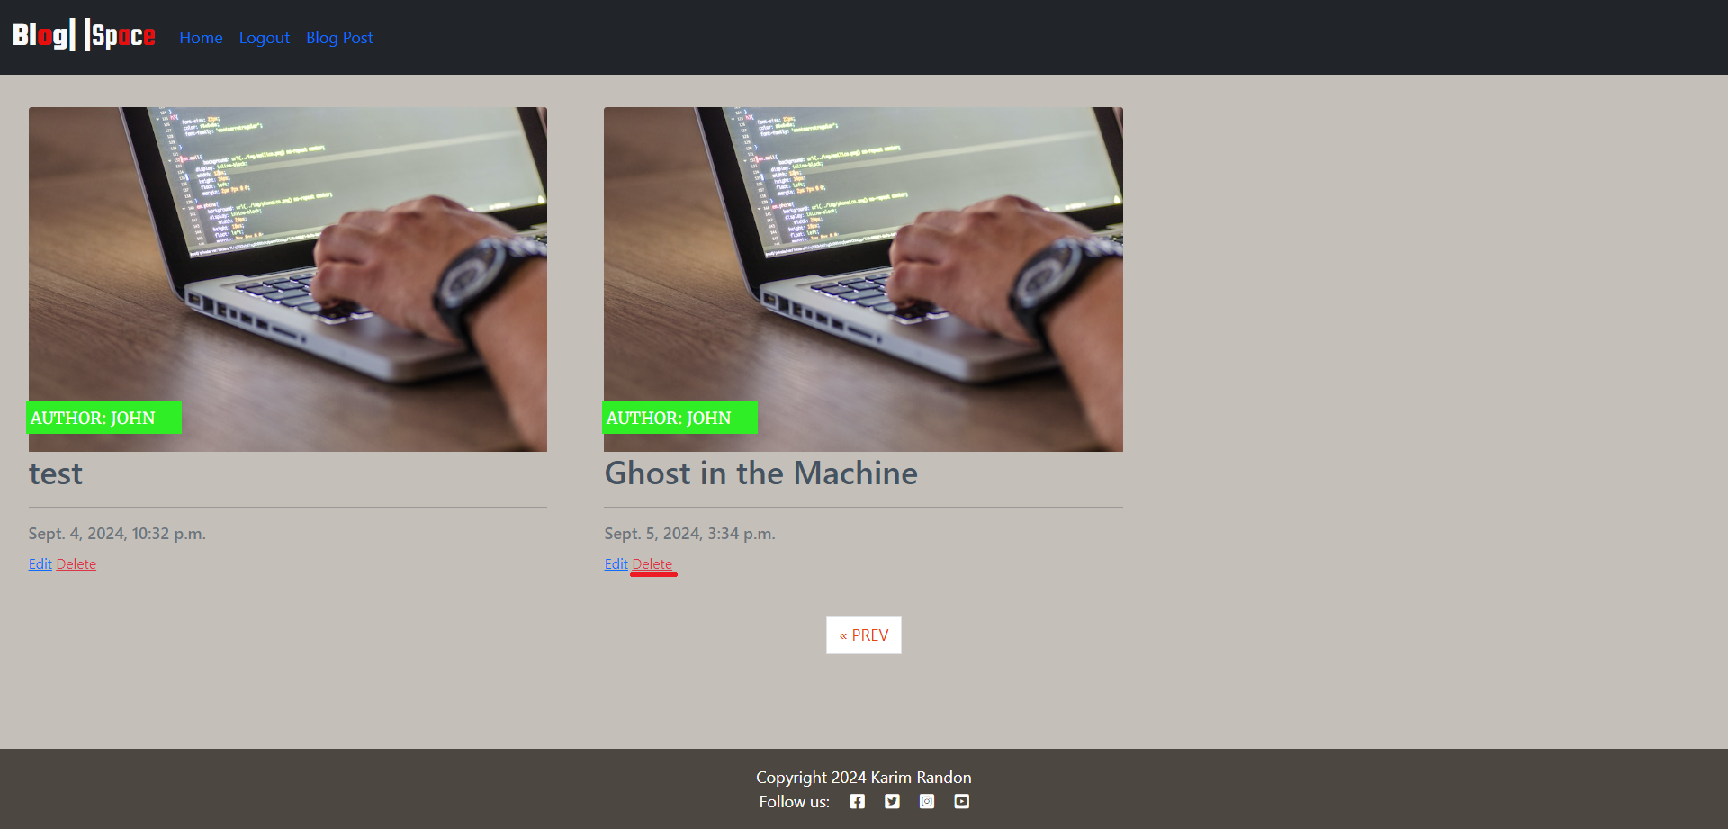 Blog| |Space Home Logout Blog Post
AUTHOR: JOHN
test
Sept. 4, 2024, 10:32 p.m.
Edit Delete
AUTHOR: JOHN
Ghost in the Machine
Sept. 5, 2024, 3:34 p.m.
Edit Delete
« PREV
Copyright 2024 Karim Randon
Follow us: